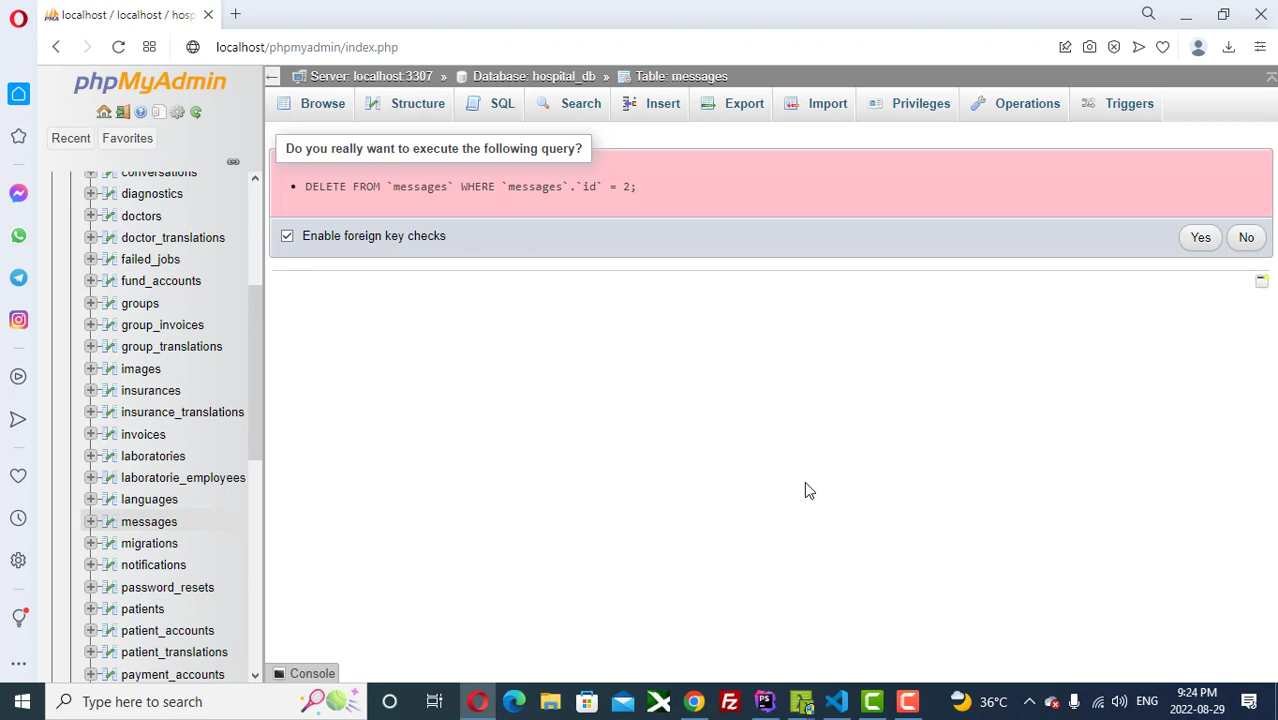 localhost / localhost / hosp
localhost/phpmyadmin/index.php
phpMyAdmin
Recent
Favorites
conversations
diagnostics
doctors
doctor_translations
failed_jobs
fund_accounts
groups
group_invoices
group_translations
images
insurances
insurance_translations
invoices
laboratories
laboratorie_employees
languages
messages
migrations
notifications
password_resets
patients
patient_accounts
patient_translations
payment_accounts
Server: localhost:3307 » Database: hospital_db » Table: messages
Browse Structure SQL Search Insert Export Import Privileges Operations Triggers
Do you really want to execute the following query?
• DELETE FROM `messages` WHERE `messages`.`id` = 2;
Enable foreign key checks
Yes No
Console
Type here to search
36°C
ENG
9:24 PM
2022-08-29